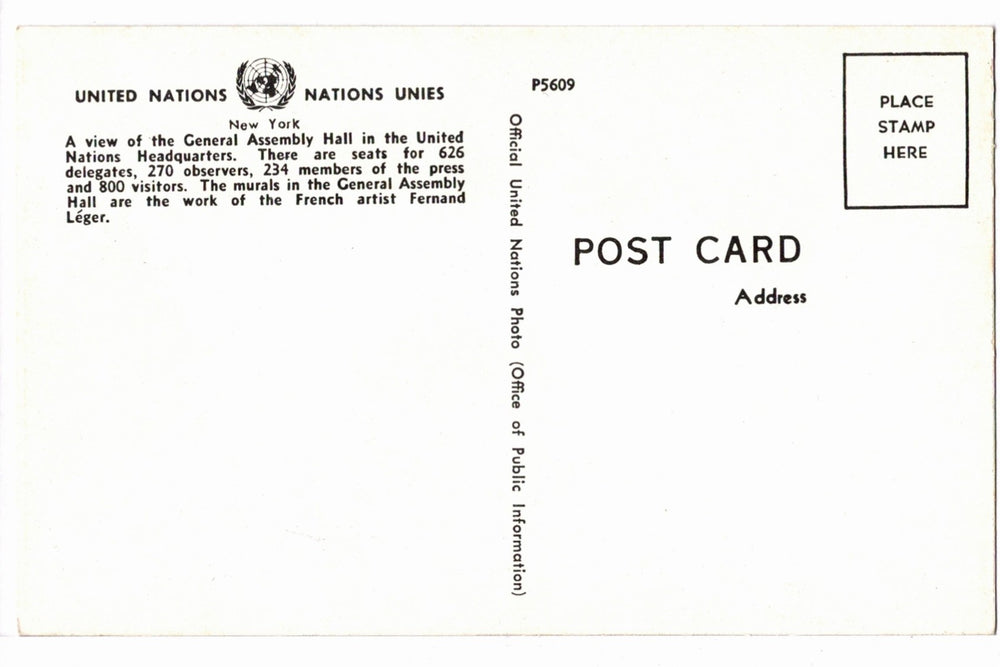 UNITED NATIONS NATIONS UNIES
New York
A view of the General Assembly Hall in the United
Nations Headquarters. There are seats for 626
delegates, 270 observers, 234 members of the press
and 800 visitors. The murals in the General Assembly
Hall are the work of the French artist Fernand
Léger.
Official United Nations Photo (Office of Public Information)
P5609
PLACE
STAMP
HERE
POST CARD
Address